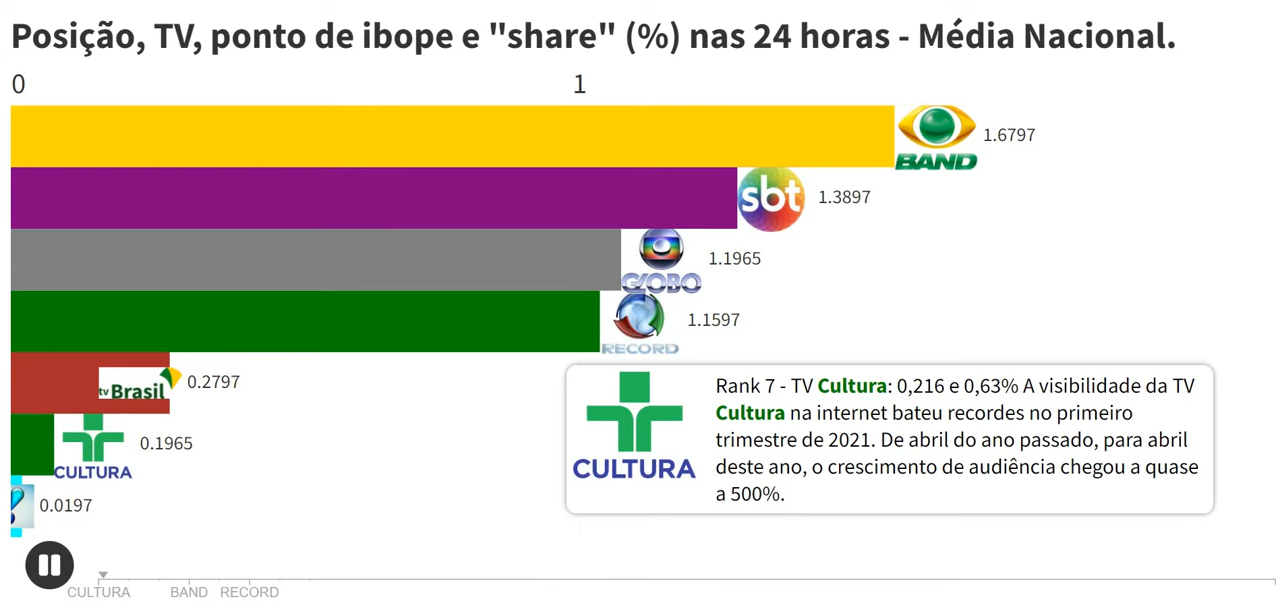 Posição, TV, ponto de ibope e "share" (%) nas 24 horas - Média Nacional.
0 1
BAND 1.6797
sbt 1.3897
GLOBO 1.1965
RECORD 1.1597
tv Brasil 0.2797
CULTURA 0.1965
0.0197
CULTURA
Rank 7 - TV Cultura: 0,216 e 0,63% A visibilidade da TV
Cultura na internet bateu recordes no primeiro
trimestre de 2021. De abril do ano passado, para abril
deste ano, o crescimento de audiência chegou a quase
a 500%.
CULTURA BAND RECORD